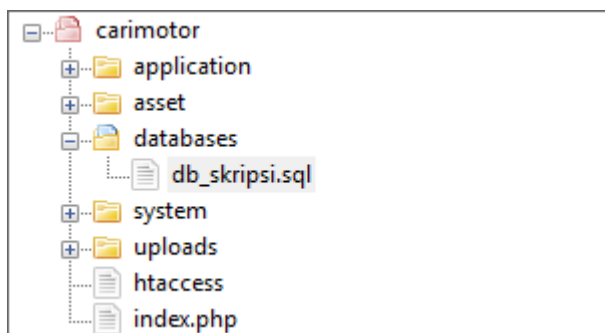 carimotor
application
asset
databases
db_skripsi.sql
system
uploads
htaccess
index.php